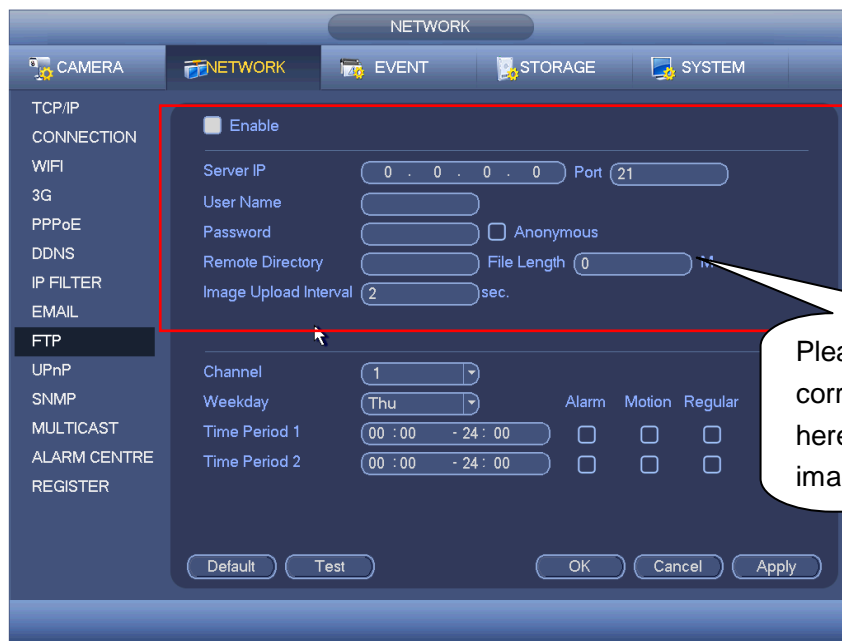 NETWORK
CAMERA NETWORK EVENT STORAGE SYSTEM
TCP/IP
CONNECTION
WIFI
3G
PPPoE
DDNS
IP FILTER
EMAIL
FTP
UPnP
SNMP
MULTICAST
ALARM CENTRE
REGISTER
Enable
Server IP 0 . 0 . 0 . 0 Port 21
User Name
Password Anonymous
Remote Directory File Length 0 M
Image Upload Interval 2 sec.
Channel 1
Weekday Thu Alarm Motion Regular
Time Period 1 00 :00 - 24 : 00
Time Period 2 00 :00 - 24 : 00
Default Test OK Cancel Apply